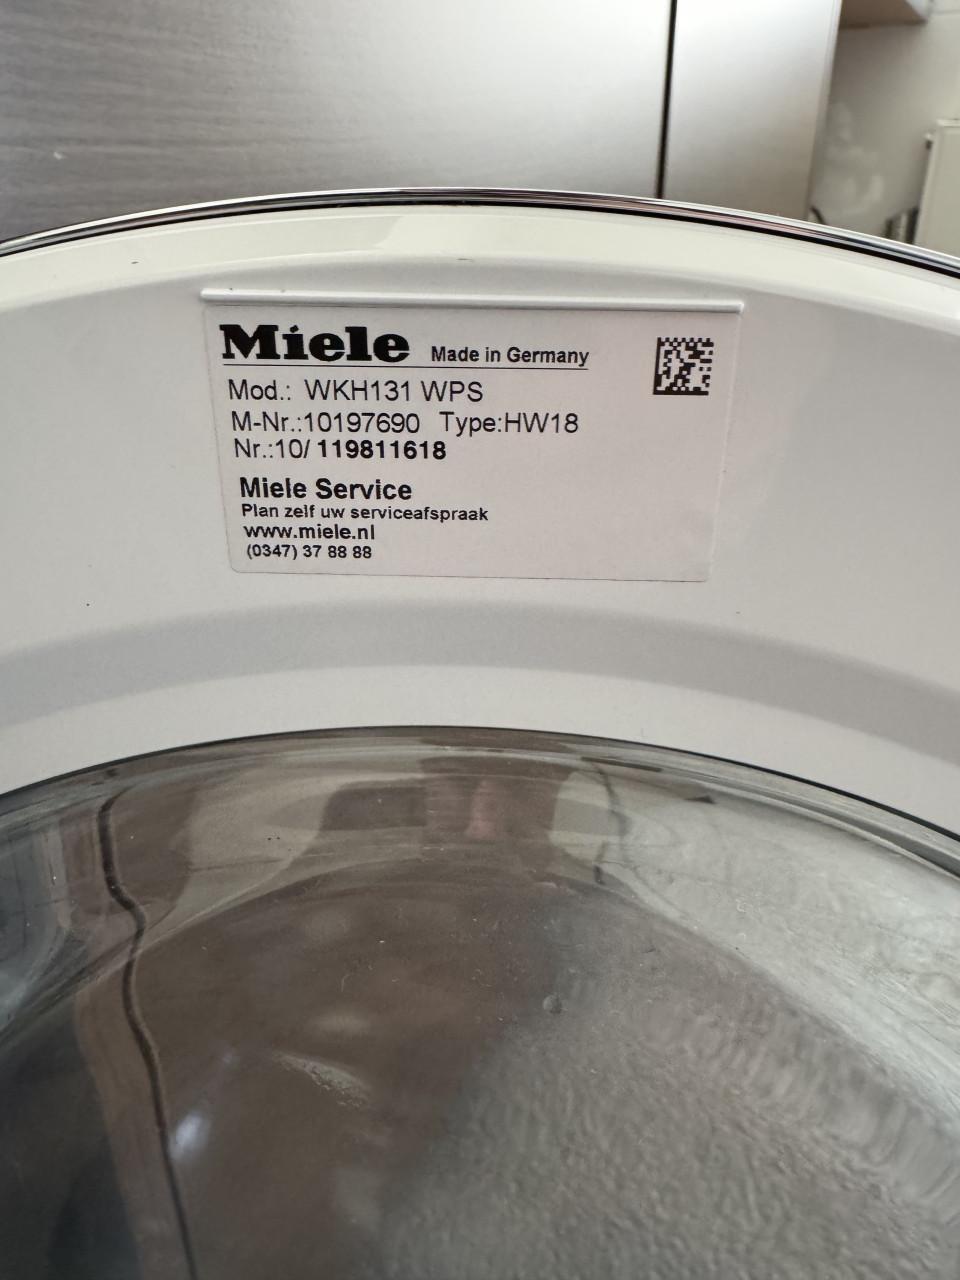 Miele Made in Germany
Mod.: WKH131 WPS
M-Nr.:10197690 Type:HW18
Nr.:10/ 119811618
Miele Service
Plan zelf uw serviceafspraak
www.miele.nl
(0347) 37 88 88